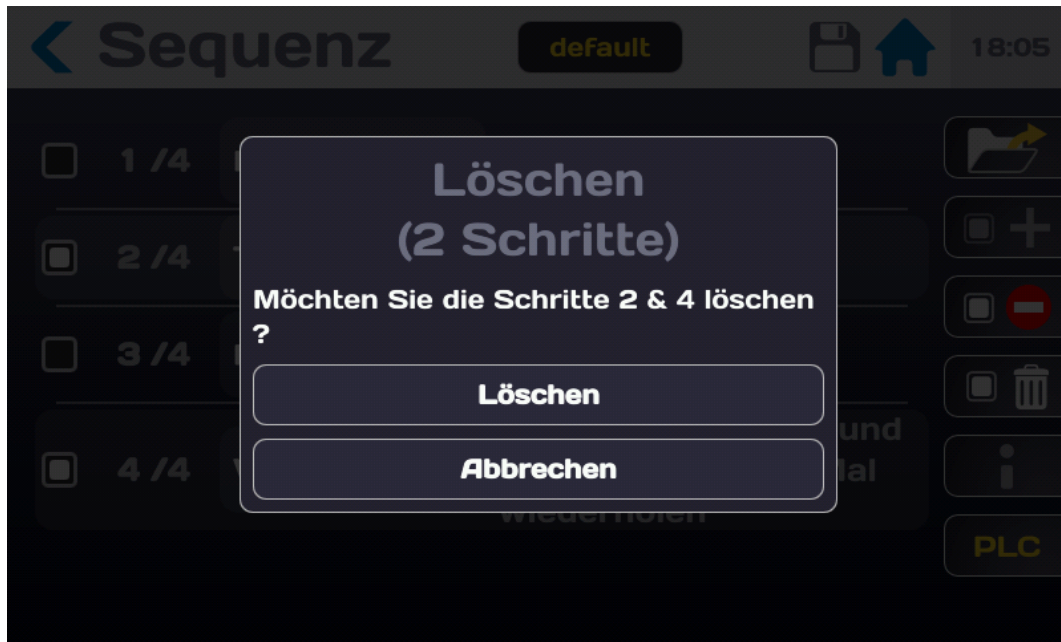 Sequenz
default
18:05
1 /4
Löschen
(2 Schritte)
2 /4
Möchten Sie die Schritte 2 & 4 löschen
?
3 /4
Löschen
und
4 /4
Abbrechen
wiederholen
PLC